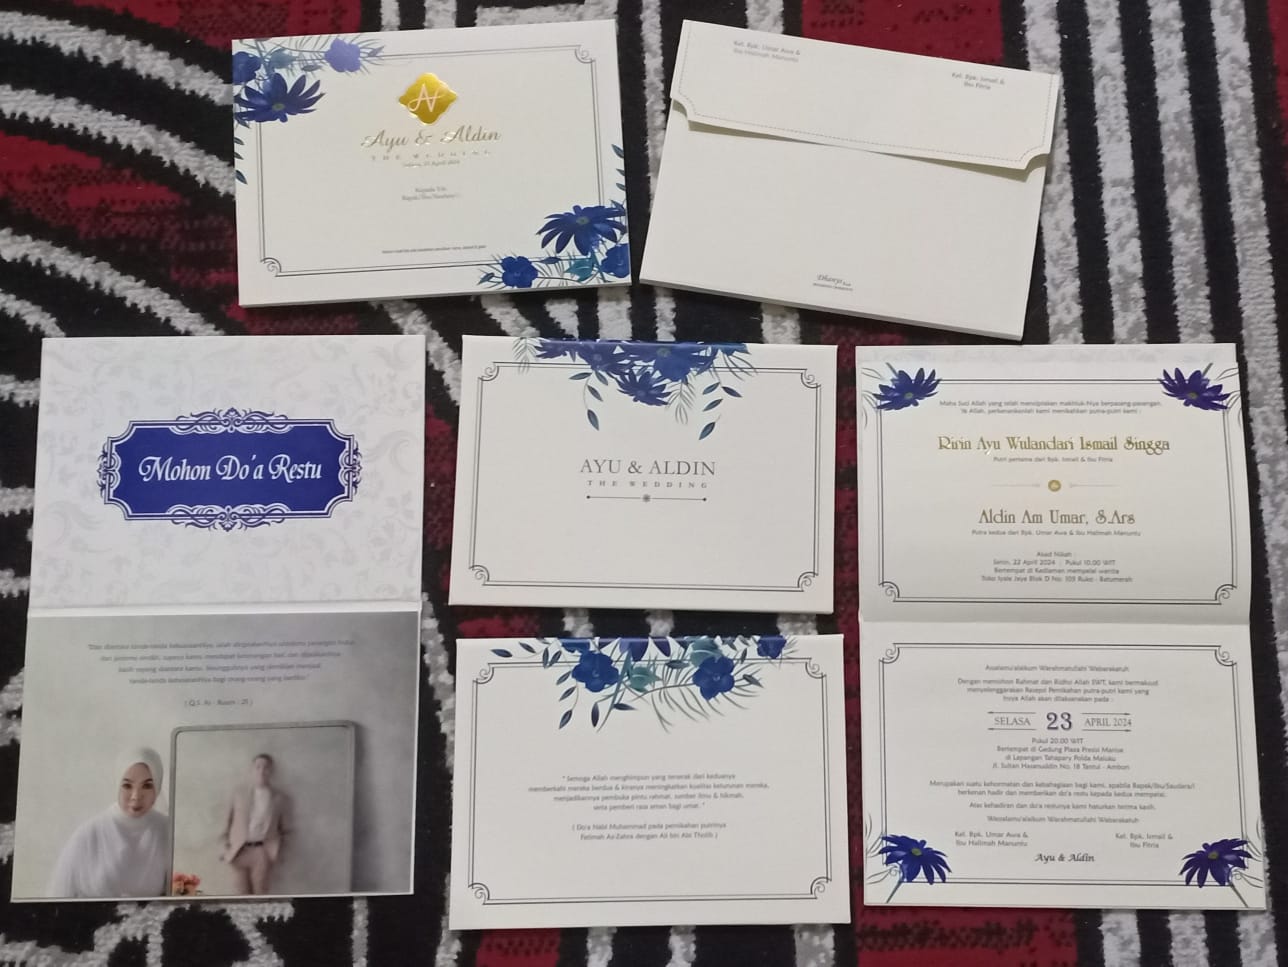 Ayu & Aldin
THE WEDDING
Selasa, 23 April 2024
Kepada Yth.
Kel. Bpk. Umar Awa &
Ibu Halimah Manuntu
Kel. Bpk. Ismail &
Ibu Fitria
Mohon Do'a Restu
( Q.S. Ar - Ruum : 21 )
AYU & ALDIN
THE WEDDING
" Semoga Allah menghimpun yang terserak dari keduanya
memberkahi mereka berdua & kiranya meningkatkan kualitas keturunan mereka,
menjadikannya pembuka pintu rahmat, sumber ilmu & hikmah,
serta pemberi rasa aman bagi umat. "
( Do'a Nabi Muhammad pada pernikahan putrinya
Fatimah Az-Zahra dengan Ali bin Abi Tholib )
Maha Suci Allah yang telah menciptakan makhluk-Nya berpasang-pasangan.
Ya Allah, perkenankanlah kami menikahkan putra-putri kami :
Ririn Ayu Wulandari Ismail Singga
Putri pertama dari Bpk. Ismail & Ibu Fitria
Aldin Am Umar, S.Ars
Putra kedua dari Bpk. Umar Awa & Ibu Halimah Manuntu
Akad Nikah :
Senin, 22 April 2024 | Pukul 10.00 WIT
Bertempat di Kediaman mempelai wanita
Toko Iyale Jaya Blok D No. 109 Ruko - Batumerah
Assalamu'alaikum Warahmatullahi Wabarakatuh
Dengan memohon Rahmat dan Ridho Allah SWT, kami bermaksud
menyelenggarakan Resepsi Pernikahan putra-putri kami yang
Insya Allah akan dilaksanakan pada :
SELASA 23 APRIL 2024
Pukul 20.00 WIT
Bertempat di Gedung Plaza Presisi Manise
di Lapangan Tahapary Polda Maluku
Jl. Sultan Hasanuddin No. 18 Tantui - Ambon
Merupakan suatu kehormatan dan kebahagiaan bagi kami, apabila Bapak/Ibu/Saudara/i
berkenan hadir dan memberikan do'a restu kepada kedua mempelai.
Atas kehadiran dan do'a restunya kami haturkan terima kasih.
Wassalamu'alaikum Warahmatullahi Wabarakatuh
Kel. Bpk. Umar Awa &
Ibu Halimah Manuntu
Kel. Bpk. Ismail &
Ibu Fitria
Ayu & Aldin